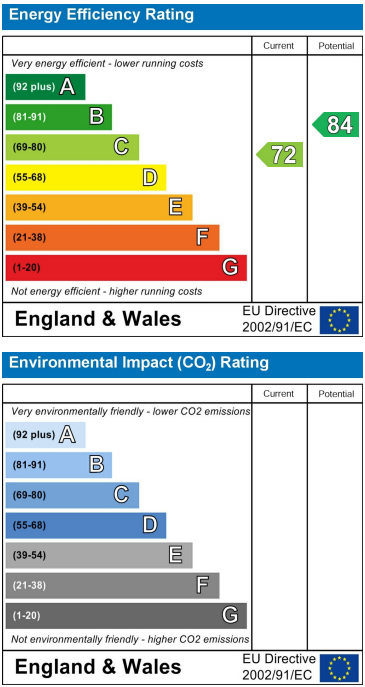 Energy Efficiency Rating
Current Potential
Very energy efficient - lower running costs
(92 plus) A
(81-91) B
84
(69-80) C
72
(55-68) D
(39-54) E
(21-38) F
(1-20) G
Not energy efficient - higher running costs
England & Wales
EU Directive
2002/91/EC
Environmental Impact (CO₂) Rating
Current Potential
Very environmentally friendly - lower CO2 emissions
(92 plus) A
(81-91) B
(69-80) C
(55-68) D
(39-54) E
(21-38) F
(1-20) G
Not environmentally friendly - higher CO2 emissions
England & Wales
EU Directive
2002/91/EC